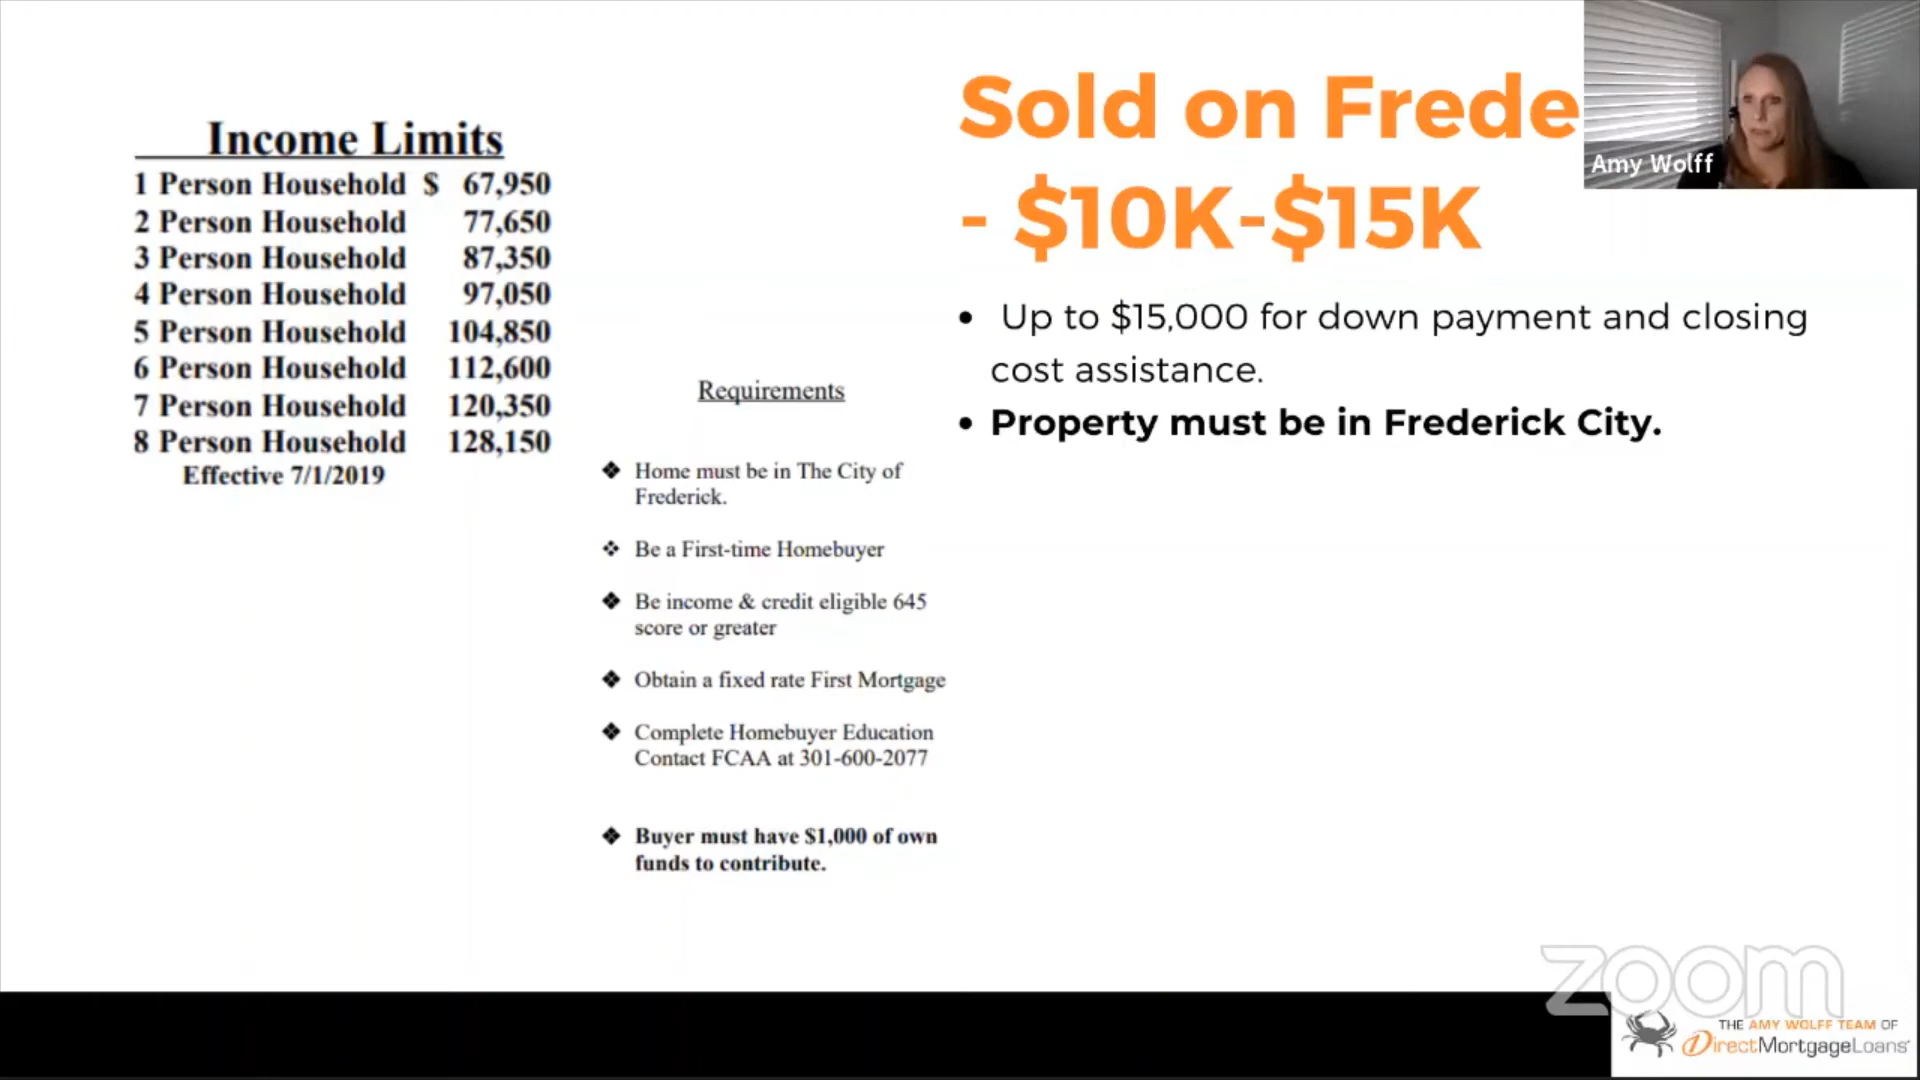 Income Limits
1 Person Household $ 67,950
2 Person Household 77,650
3 Person Household 87,350
4 Person Household 97,050
5 Person Household 104,850
6 Person Household 112,600
7 Person Household 120,350
8 Person Household 128,150
Effective 7/1/2019
Requirements
❖ Home must be in The City of
Frederick.
❖ Be a First-time Homebuyer
❖ Be income & credit eligible 645
score or greater
❖ Obtain a fixed rate First Mortgage
❖ Complete Homebuyer Education
Contact FCAA at 301-600-2077
❖ Buyer must have $1,000 of own
funds to contribute.
Sold on Frede
- $10K-$15K
• Up to $15,000 for down payment and closing
cost assistance.
• Property must be in Frederick City.
Amy Wolff
zoom
THE AMY WOLFF TEAM OF
DirectMortgageLoans